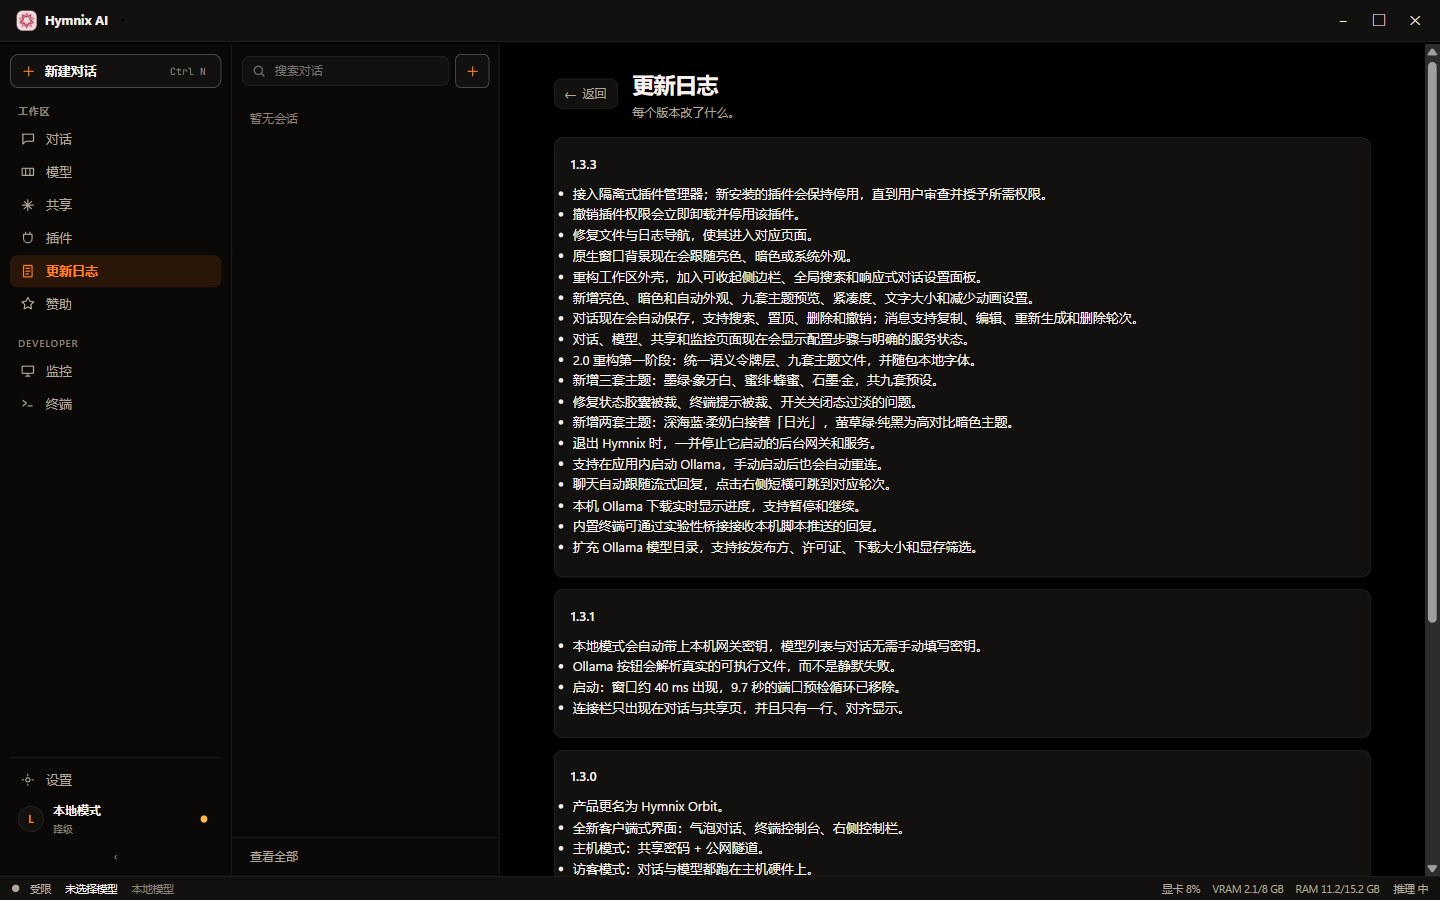 Hymnix AI
新建对话 Ctrl N
工作区
对话
模型
共享
插件
更新日志
赞助
DEVELOPER
监控
终端
设置
L 本地模式
降级
搜索对话
暂无会话
查看全部
← 返回
更新日志
每个版本改了什么。
1.3.3
接入隔离式插件管理器；新安装的插件会保持停用，直到用户审查并授予所需权限。
撤销插件权限会立即卸载并停用该插件。
修复文件与日志导航，使其进入对应页面。
原生窗口背景现在会跟随亮色、暗色或系统外观。
重构工作区外壳，加入可收起侧边栏、全局搜索和响应式对话设置面板。
新增亮色、暗色和自动外观、九套主题预览、紧凑度、文字大小和减少动画设置。
对话现在会自动保存，支持搜索、置顶、删除和撤销；消息支持复制、编辑、重新生成和删除轮次。
对话、模型、共享和监控页面现在会显示配置步骤与明确的服务状态。
2.0 重构第一阶段：统一语义令牌层、九套主题文件，并随包本地字体。
新增三套主题：墨绿·象牙白、蜜绯·蜂蜜、石墨·金，共九套预设。
修复状态胶囊被裁、终端提示被裁、开关关闭态过淡的问题。
新增两套主题：深海蓝·柔奶白接替「日光」，萤草绿·纯黑为高对比暗色主题。
退出 Hymnix 时，一并停止它启动的后台网关和服务。
支持在应用内启动 Ollama，手动启动后也会自动重连。
聊天自动跟随流式回复，点击右侧短横可跳到对应轮次。
本机 Ollama 下载实时显示进度，支持暂停和继续。
内置终端可通过实验性桥接接收本机脚本推送的回复。
扩充 Ollama 模型目录，支持按发布方、许可证、下载大小和显存筛选。
1.3.1
本地模式会自动带上本机网关密钥，模型列表与对话无需手动填写密钥。
Ollama 按钮会解析真实的可执行文件，而不是静默失败。
启动：窗口约 40 ms 出现，9.7 秒的端口预检循环已移除。
连接栏只出现在对话与共享页，并且只有一行、对齐显示。
1.3.0
产品更名为 Hymnix Orbit。
全新客户端式界面：气泡对话、终端控制台、右侧控制栏。
主机模式：共享密码 + 公网隧道。
访客模式：对话与模型都跑在主机硬件上。
受限 未选择模型 本地模型
显卡 8% VRAM 2.1/8 GB RAM 11.2/15.2 GB 推理 中